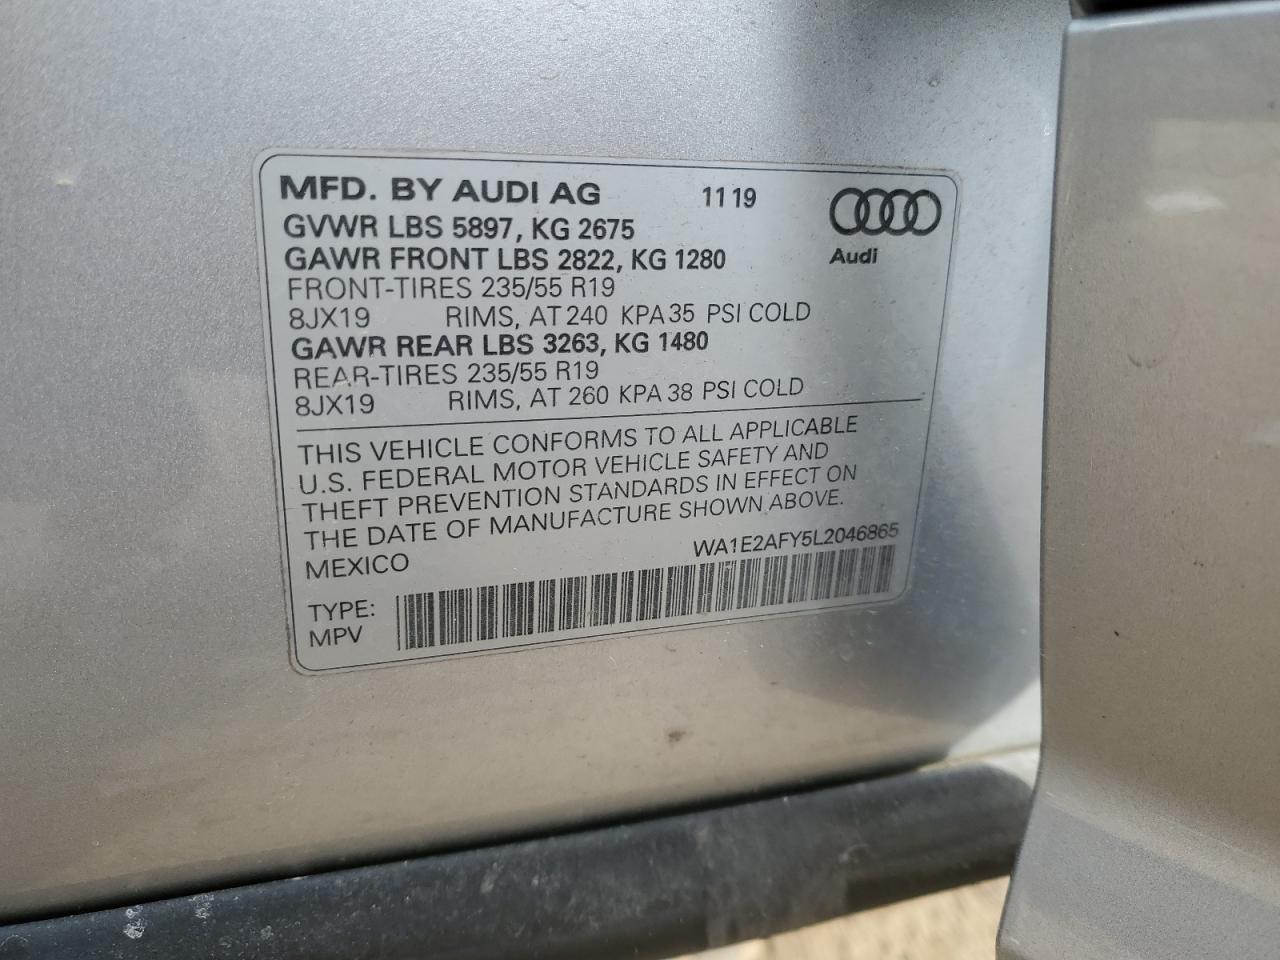 MFD. BY AUDI AG 11 19
GVWR LBS 5897, KG 2675
GAWR FRONT LBS 2822, KG 1280
Audi
FRONT-TIRES 235/55 R19
8JX19 RIMS, AT 240 KPA 35 PSI COLD
GAWR REAR LBS 3263, KG 1480
REAR-TIRES 235/55 R19
8JX19 RIMS, AT 260 KPA 38 PSI COLD
THIS VEHICLE CONFORMS TO ALL APPLICABLE
U.S. FEDERAL MOTOR VEHICLE SAFETY AND
THEFT PREVENTION STANDARDS IN EFFECT ON
THE DATE OF MANUFACTURE SHOWN ABOVE.
MEXICO WA1E2AFY5L2046865
TYPE:
MPV